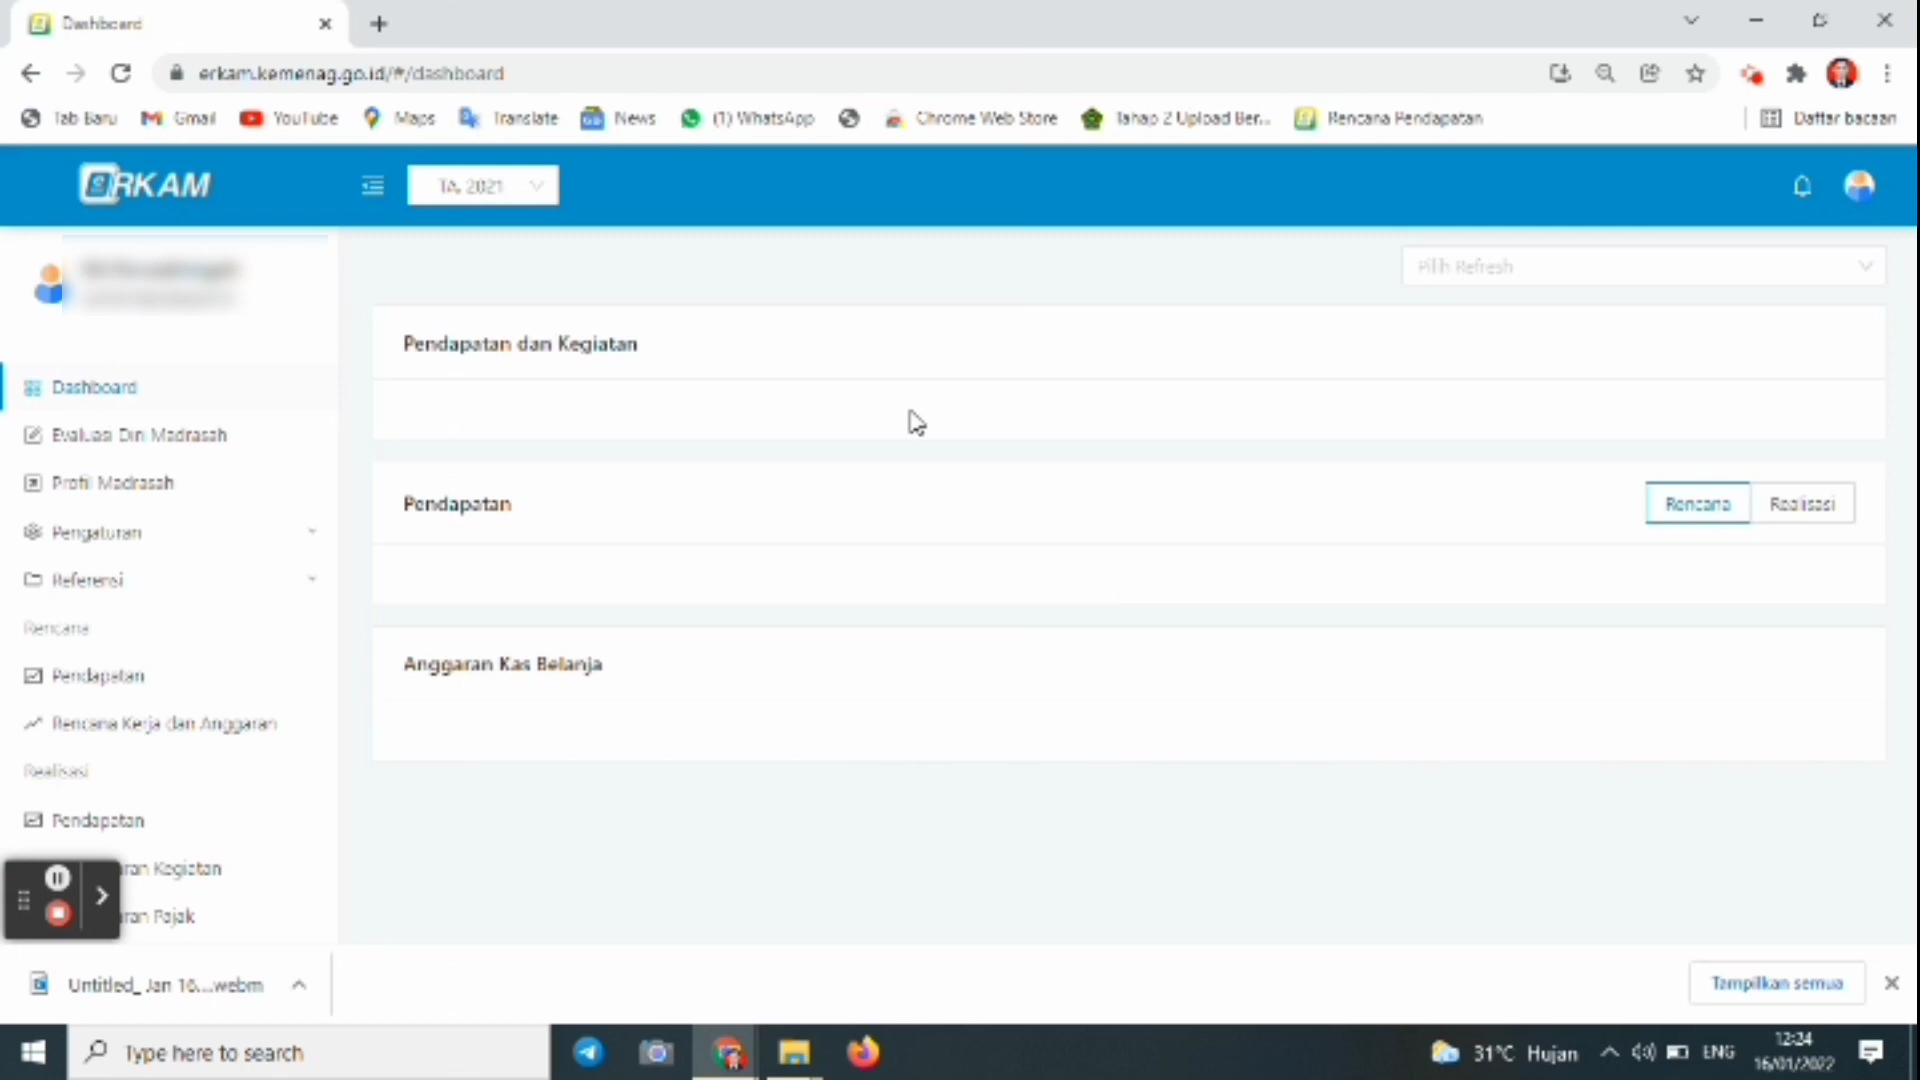 Dashboard
erkam.kemenag.go.id/#/dashboard
Tab Baru Gmail YouTube Maps Translate News (1) WhatsApp Chrome Web Store Tahap 2 Upload Ber... Rencana Pendapatan Daftar bacaan
eRKAM TA. 2021
Pilih Refresh
Pendapatan dan Kegiatan
Dashboard
Evaluasi Diri Madrasah
Profil Madrasah
Pendapatan Rencana Realisasi
Pengaturan
Referensi
Rencana
Anggaran Kas Belanja
Pendapatan
Rencana Kerja dan Anggaran
Realisasi
Pendapatan
ran Kegiatan
ran Pajak
Untitled_ Jan 16....webm Tampilkan semua
Type here to search 31°C Hujan ENG 12:24
16/01/2022